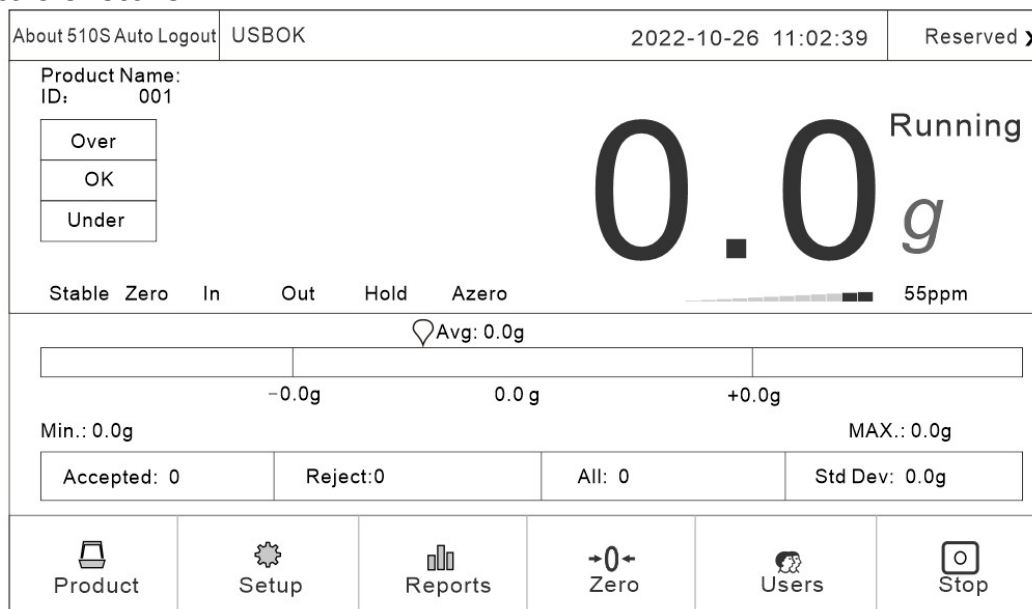 About 510S Auto Logout USBOK 2022-10-26 11:02:39 Reserved
Product Name:
ID: 001
Over
OK
Under
0.0 g
Running
Stable Zero In Out Hold Azero 55ppm
Avg: 0.0g
-0.0g 0.0 g +0.0g
Min.: 0.0g MAX.: 0.0g
Accepted: 0 Reject:0 All: 0 Std Dev: 0.0g
Product Setup Reports →0← Zero Users Stop